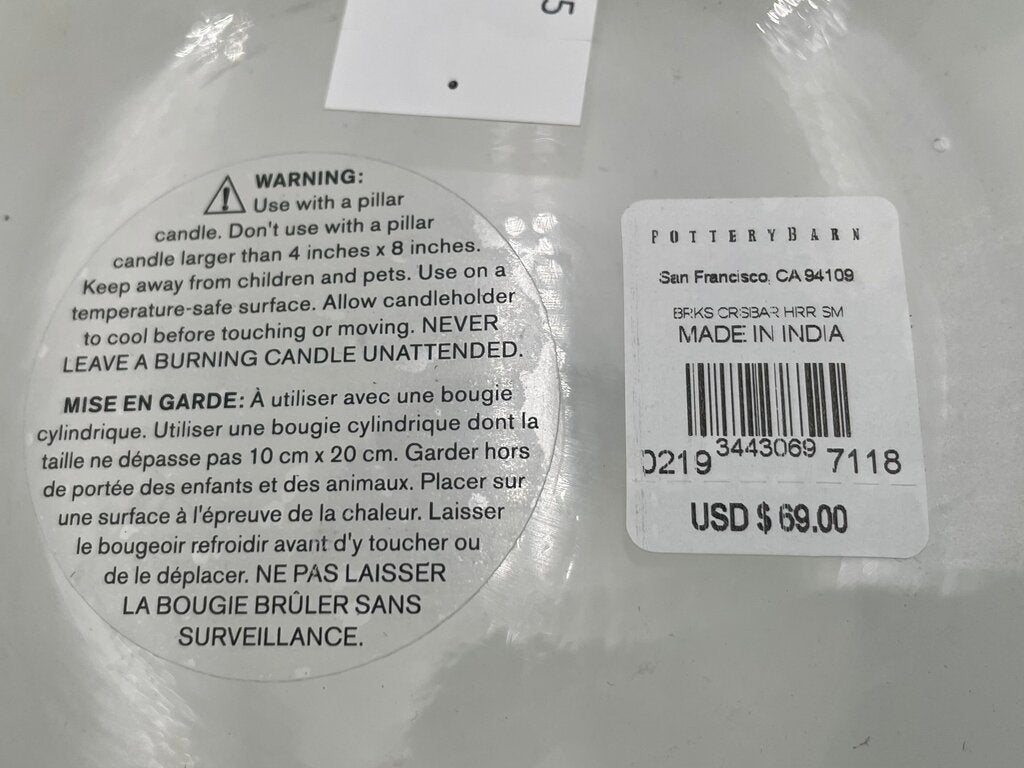 5
WARNING:
Use with a pillar
candle. Don't use with a pillar
candle larger than 4 inches x 8 inches.
Keep away from children and pets. Use on a
temperature-safe surface. Allow candleholder
to cool before touching or moving. NEVER
LEAVE A BURNING CANDLE UNATTENDED.
MISE EN GARDE: À utiliser avec une bougie
cylindrique. Utiliser une bougie cylindrique dont la
taille ne dépasse pas 10 cm x 20 cm. Garder hors
de portée des enfants et des animaux. Placer sur
une surface à l'épreuve de la chaleur. Laisser
le bougeoir refroidir avant d'y toucher ou
de le déplacer. NE PAS LAISSER
LA BOUGIE BRÛLER SANS
SURVEILLANCE.
POTTERY BARN
San Francisco, CA 94109
BRKS CRSBAR HRR SM
MADE IN INDIA
0219 3443069 7118
USD $ 69.00